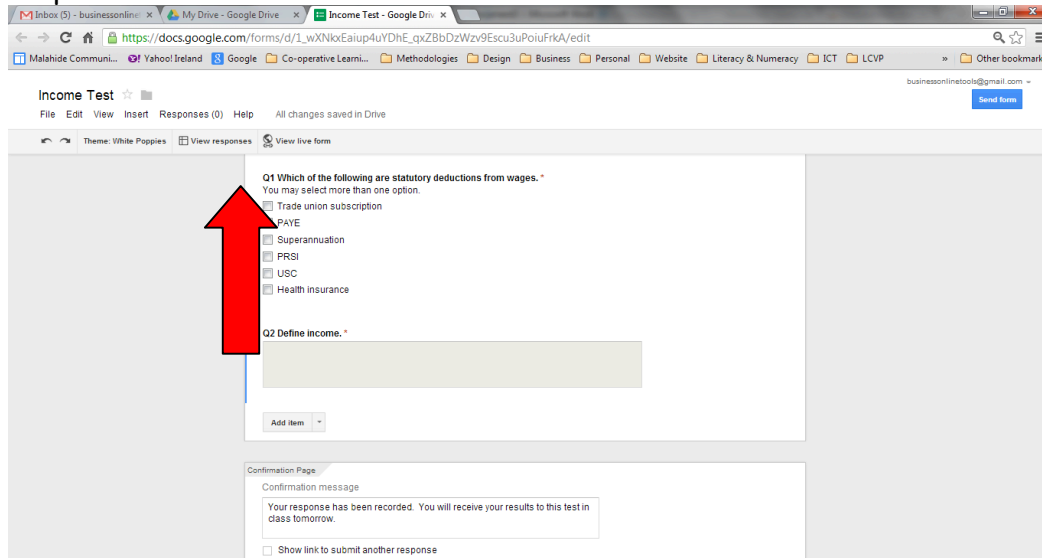 Inbox (5) - businessonline
My Drive - Google Drive
Income Test - Google Driv
https://docs.google.com/forms/d/1_wXNkxEaiup4uYDhE_qxZBbDzWzv9Escu3uPoiuFrkA/edit
Malahide Communi... Yahoo! Ireland Google Co-operative Learni... Methodologies Design Business Personal Website Literacy & Numeracy ICT LCVP » Other bookmark
businessonlinetools@gmail.com
Income Test
Send form
File Edit View Insert Responses (0) Help All changes saved in Drive
Theme: White Poppies View responses View live form
Q1 Which of the following are statutory deductions from wages. *
You may select more than one option.
Trade union subscription
PAYE
Superannuation
PRSI
USC
Health insurance
Q2 Define income. *
Add item
Confirmation Page
Confirmation message
Your response has been recorded. You will receive your results to this test in
class tomorrow.
Show link to submit another response